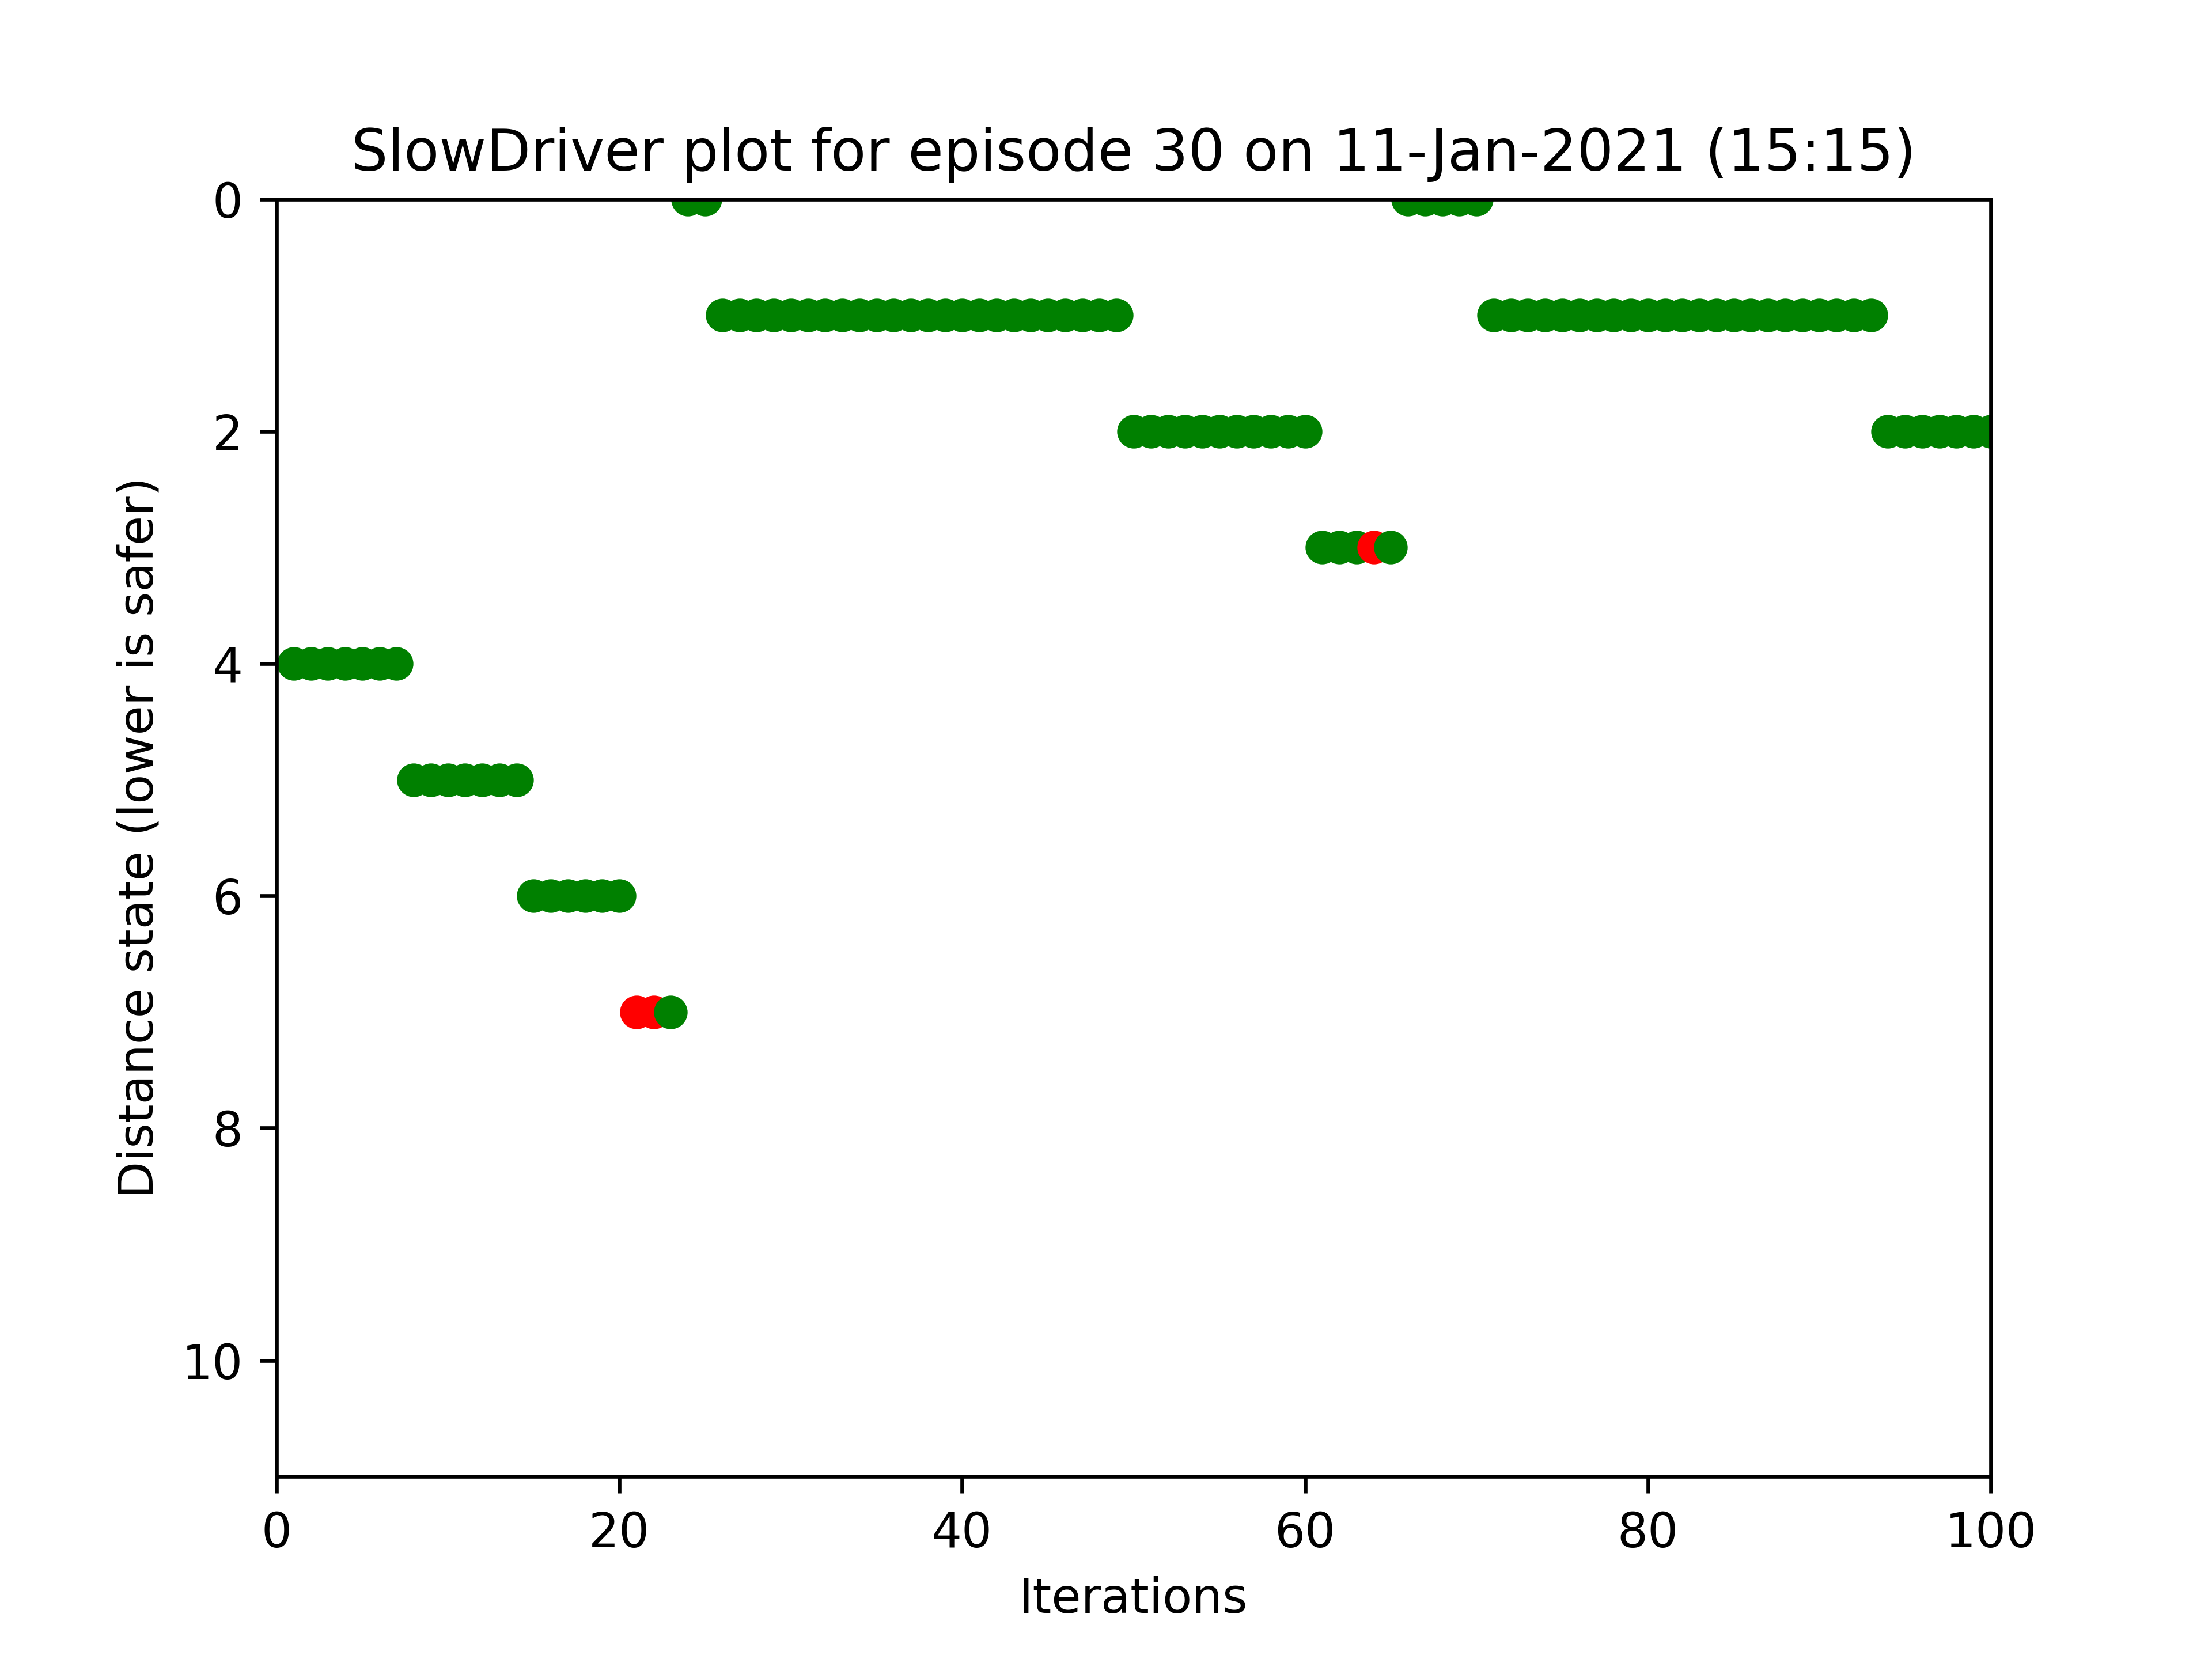 SlowDriver plot for episode 30 on 11-Jan-2021 (15:15)
0
2
4
6
8
10
Distance state (lower is safer)
0 20 40 60 80 100
Iterations